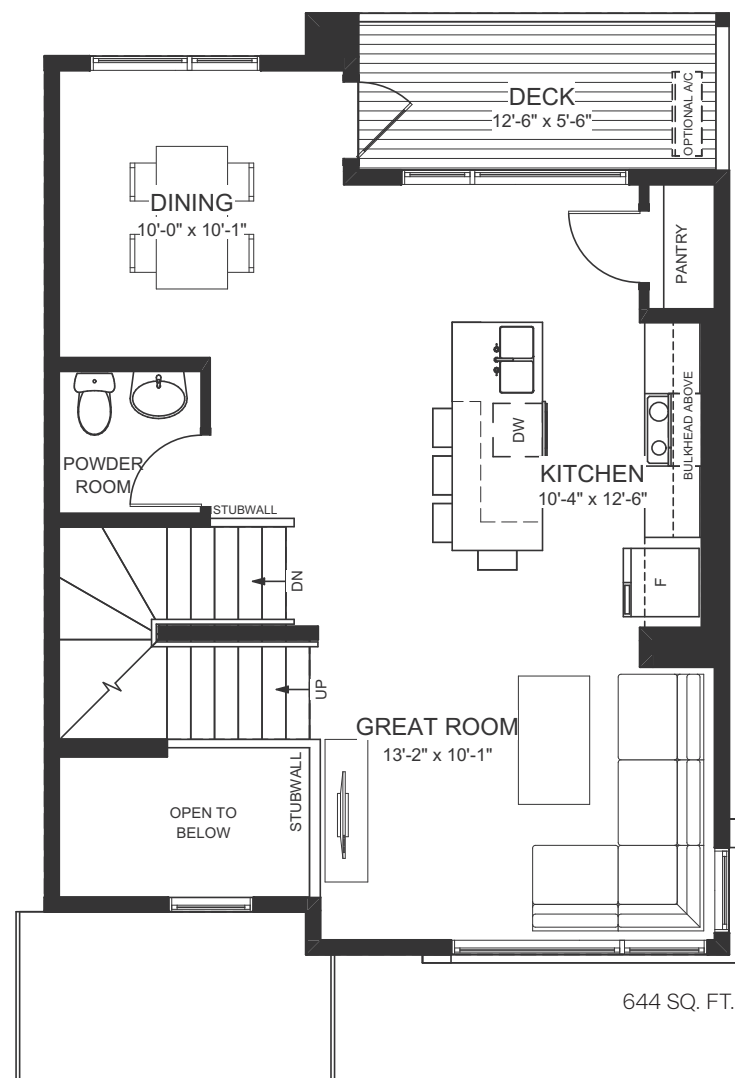 DECK
12'-6" x 5'-6"
OPTIONAL A/C
DINING
10'-0" x 10'-1"
PANTRY
BULKHEAD ABOVE
DW
KITCHEN
10'-4" x 12'-6"
POWDER
ROOM
STUBWALL
F
DN
UP
GREAT ROOM
13'-2" x 10'-1"
STUBWALL
OPEN TO
BELOW
644 SQ. FT.